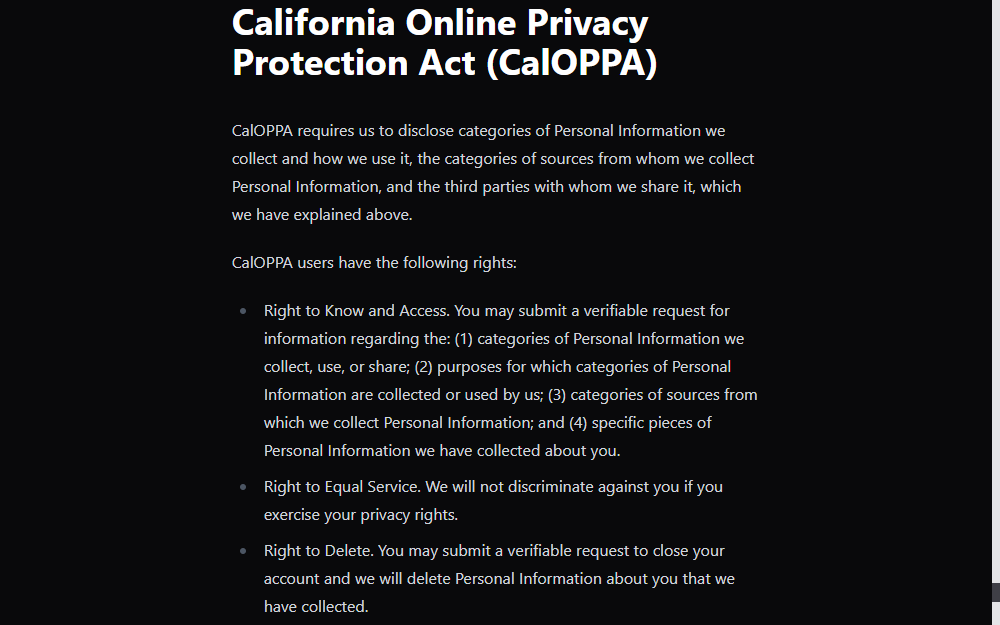 California Online Privacy
Protection Act (CalOPPA)
CalOPPA requires us to disclose categories of Personal Information we
collect and how we use it, the categories of sources from whom we collect
Personal Information, and the third parties with whom we share it, which
we have explained above.
CalOPPA users have the following rights:
Right to Know and Access. You may submit a verifiable request for
information regarding the: (1) categories of Personal Information we
collect, use, or share; (2) purposes for which categories of Personal
Information are collected or used by us; (3) categories of sources from
which we collect Personal Information; and (4) specific pieces of
Personal Information we have collected about you.
Right to Equal Service. We will not discriminate against you if you
exercise your privacy rights.
Right to Delete. You may submit a verifiable request to close your
account and we will delete Personal Information about you that we
have collected.